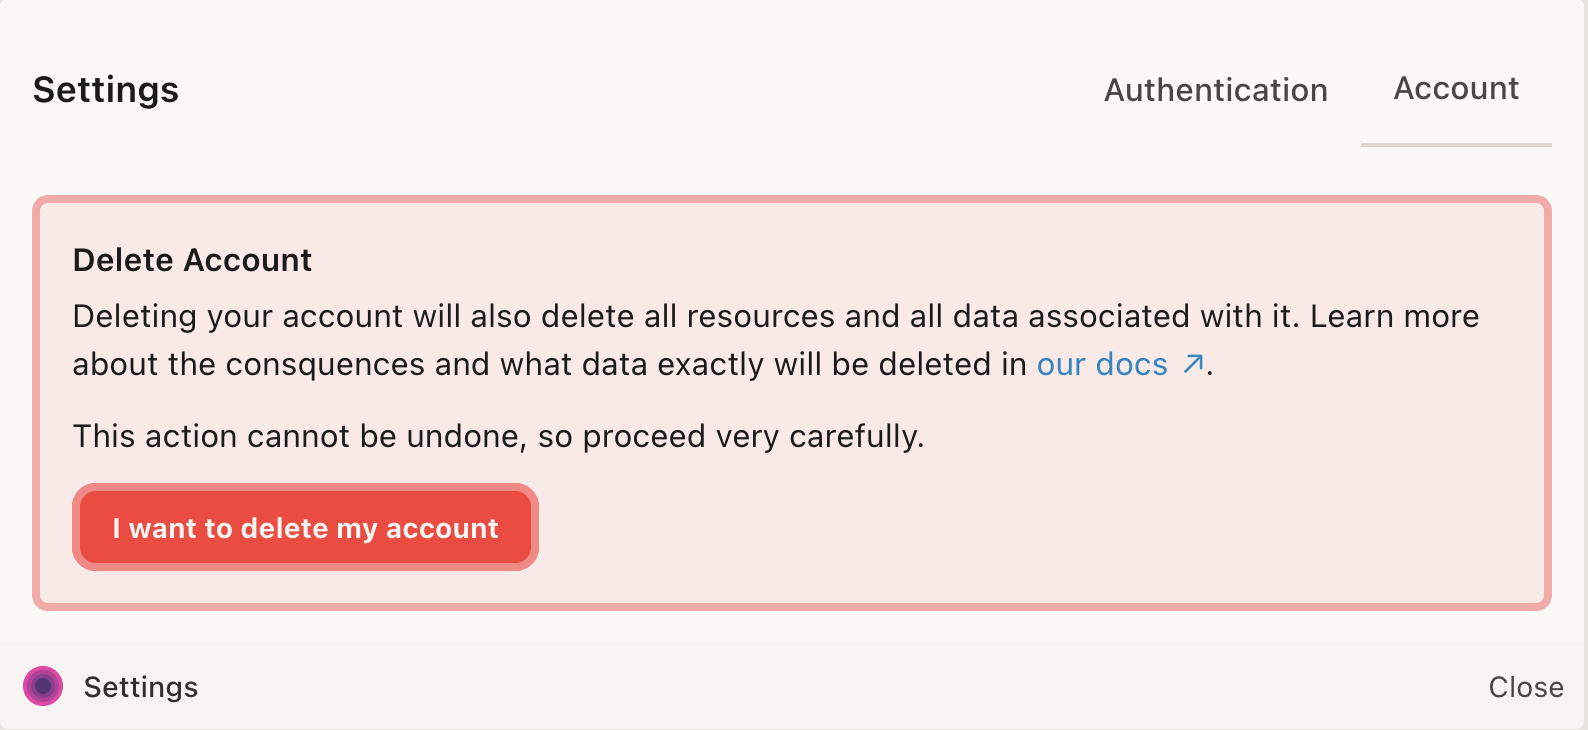 Settings
Authentication
Account
Delete Account
Deleting your account will also delete all resources and all data associated with it. Learn more
about the consquences and what data exactly will be deleted in our docs ↗.
This action cannot be undone, so proceed very carefully.
I want to delete my account
Settings
Close